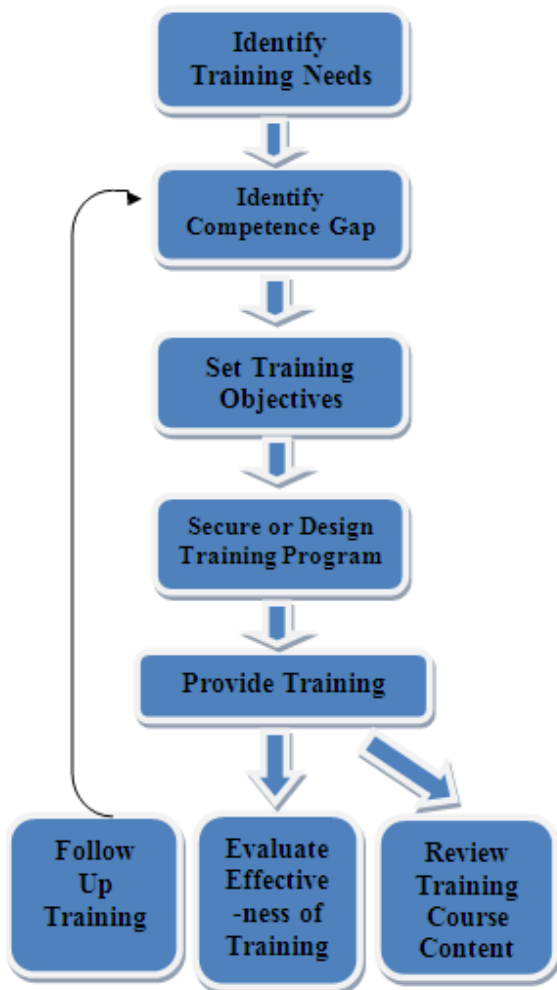 Identify
Training Needs
Identify
Competence Gap
Set Training
Objectives
Secure or Design
Training Program
Provide Training
Follow
Up
Training
Evaluate
Effective
-ness of
Training
Review
Training
Course
Content